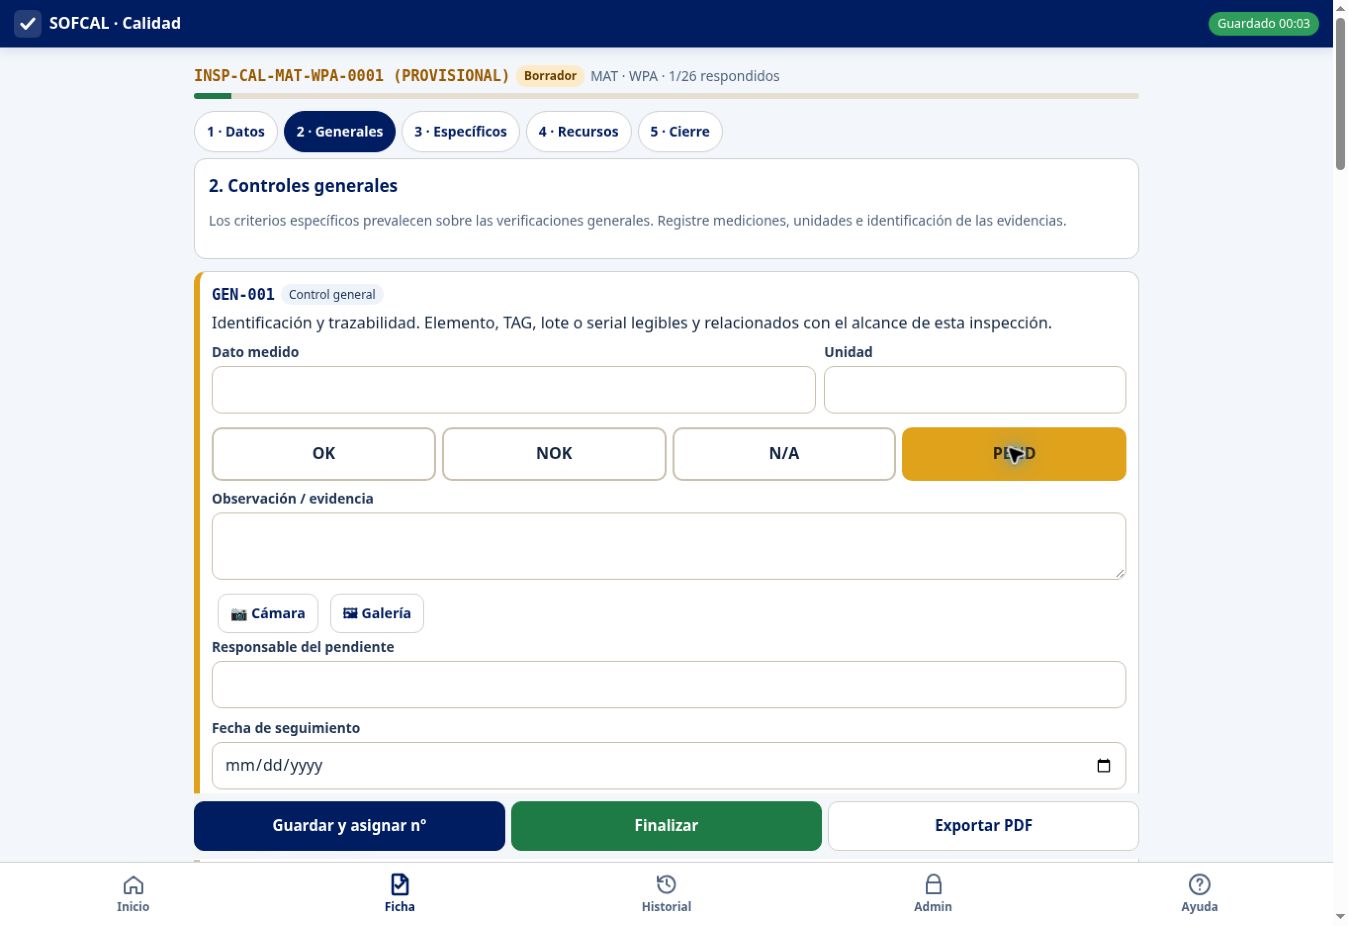 SOFCAL · Calidad
Guardado 00:03
INSP-CAL-MAT-WPA-0001 (PROVISIONAL) Borrador MAT · WPA · 1/26 respondidos
1 · Datos
2 · Generales
3 · Específicos
4 · Recursos
5 · Cierre
2. Controles generales
Los criterios específicos prevalecen sobre las verificaciones generales. Registre mediciones, unidades e identificación de las evidencias.
GEN-001 Control general
Identificación y trazabilidad. Elemento, TAG, lote o serial legibles y relacionados con el alcance de esta inspección.
Dato medido
Unidad
OK
NOK
N/A
Observación / evidencia
Cámara
Galería
Responsable del pendiente
Fecha de seguimiento
mm/dd/yyyy
Guardar y asignar nº
Finalizar
Exportar PDF
Inicio
Ficha
Historial
Admin
Ayuda